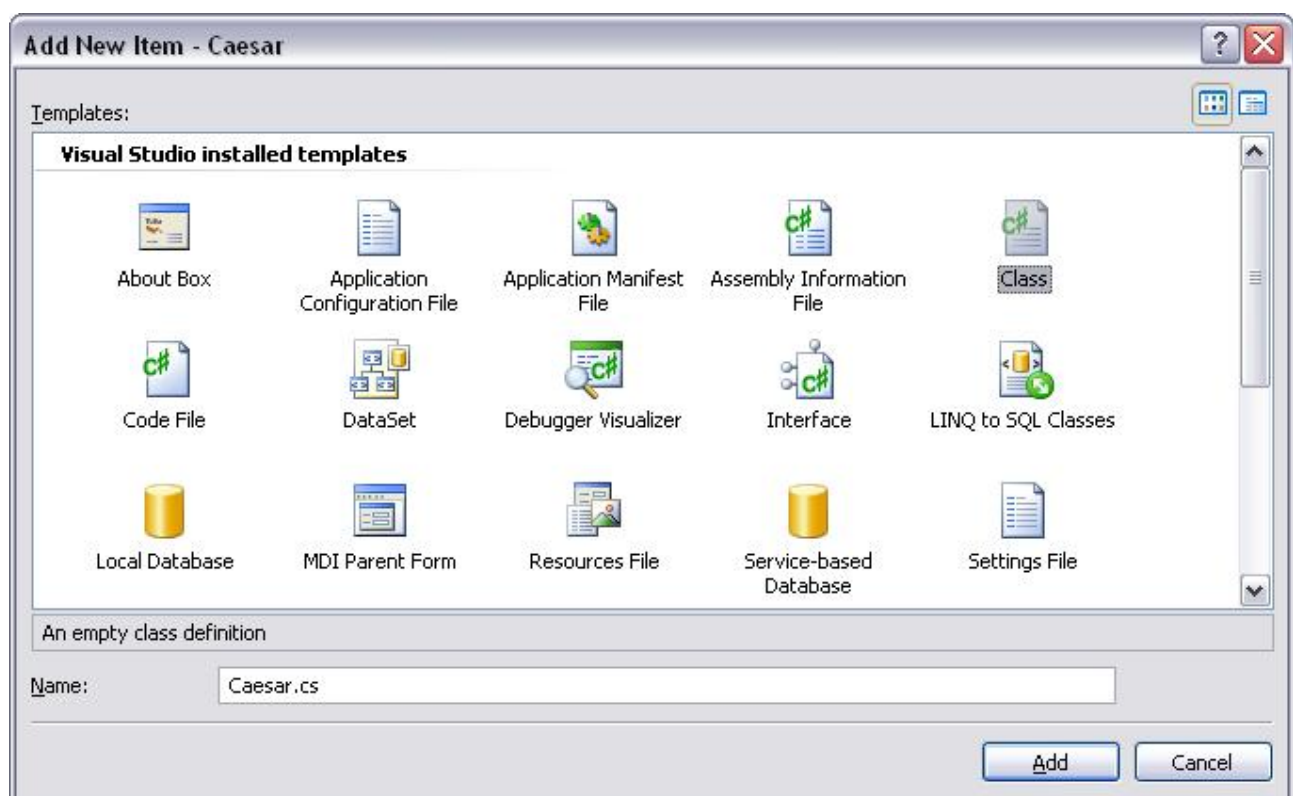 Add New Item - Caesar
Templates:
Visual Studio installed templates
About Box
Application
Configuration File
Application Manifest
File
Assembly Information
File
Class
Code File
DataSet
Debugger Visualizer
Interface
LINQ to SQL Classes
Local Database
MDI Parent Form
Resources File
Service-based
Database
Settings File
An empty class definition
Name:
Caesar.cs
Add
Cancel